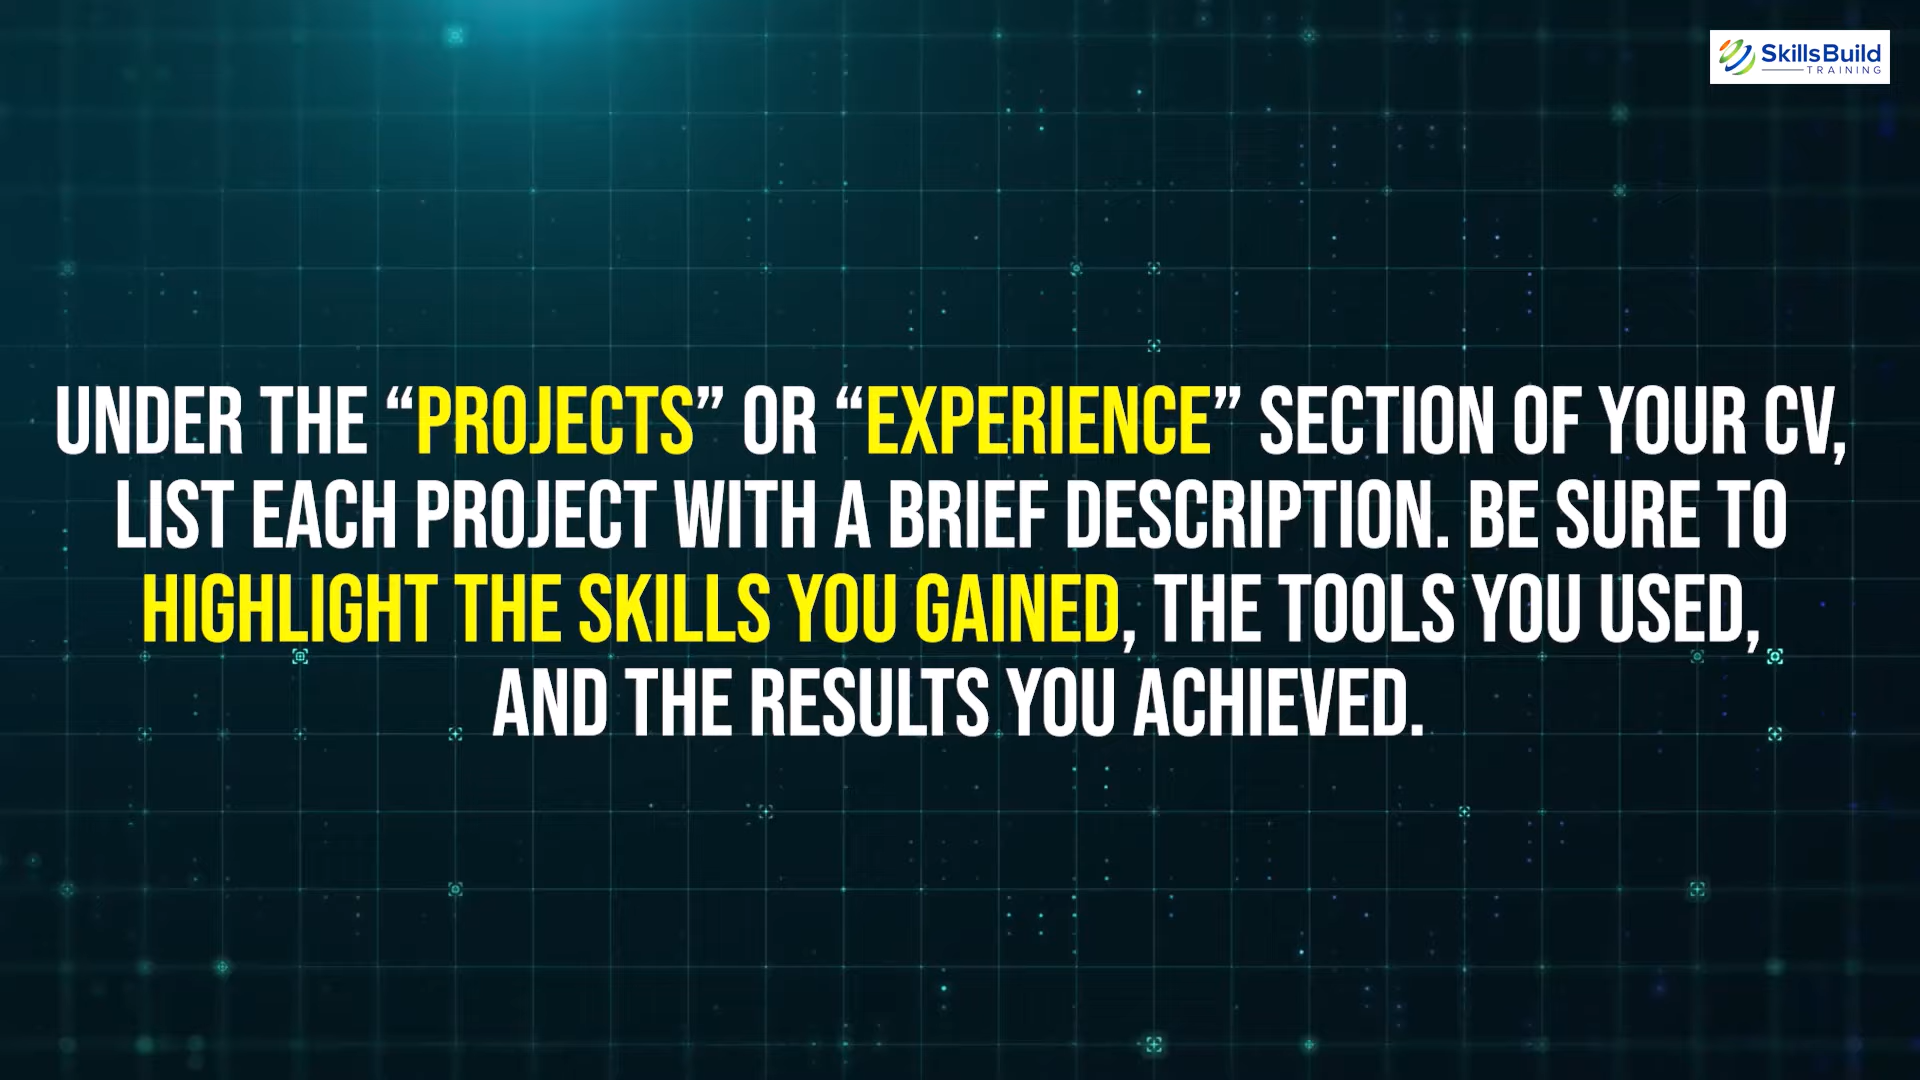 SkillsBuild
TRAINING
UNDER THE “PROJECTS” OR “EXPERIENCE” SECTION OF YOUR CV,
LIST EACH PROJECT WITH A BRIEF DESCRIPTION. BE SURE TO
HIGHLIGHT THE SKILLS YOU GAINED, THE TOOLS YOU USED,
AND THE RESULTS YOU ACHIEVED.